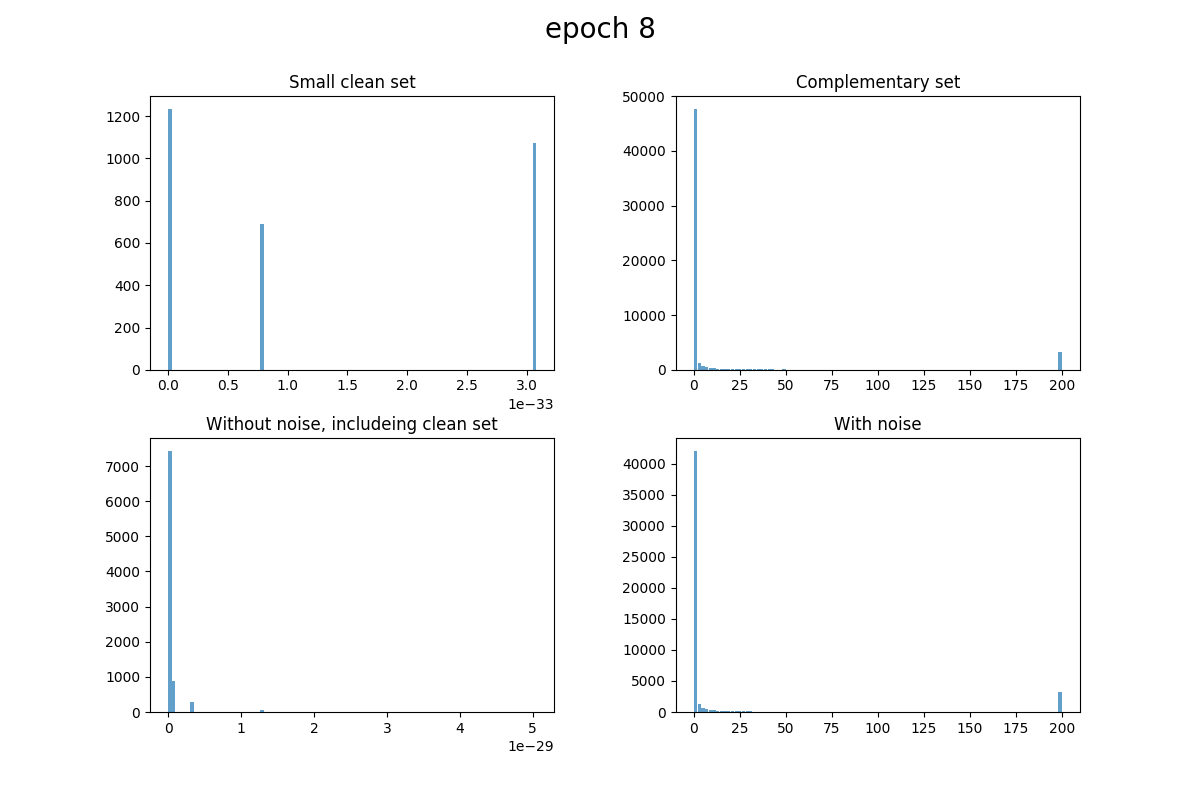 epoch 8
Small clean set
1200
1000
800
600
400
200
0
0.0 0.5 1.0 1.5 2.0 2.5 3.0
1e−33
Complementary set
50000
40000
30000
20000
10000
0
0 25 50 75 100 125 150 175 200
Without noise, includeing clean set
7000
6000
5000
4000
3000
2000
1000
0
0 1 2 3 4 5
1e−29
With noise
40000
35000
30000
25000
20000
15000
10000
5000
0
0 25 50 75 100 125 150 175 200